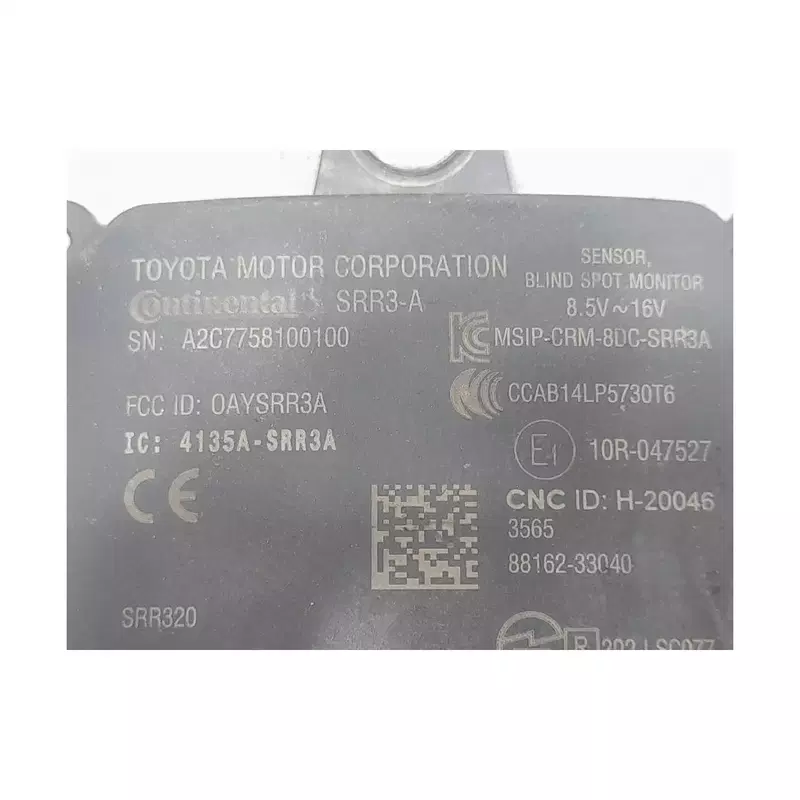 TOYOTA MOTOR CORPORATION
Continental SRR3-A
SN: A2C7758100100
FCC ID: OAYSRR3A
IC: 4135A-SRR3A
CE
SRR320
SENSOR,
BLIND SPOT MONITOR
8.5V~16V
MSIP-CRM-8DC-SRR3A
CCAB14LP5730T6
E1 10R-047527
CNC ID: H-20046
3565
88162-33040
R